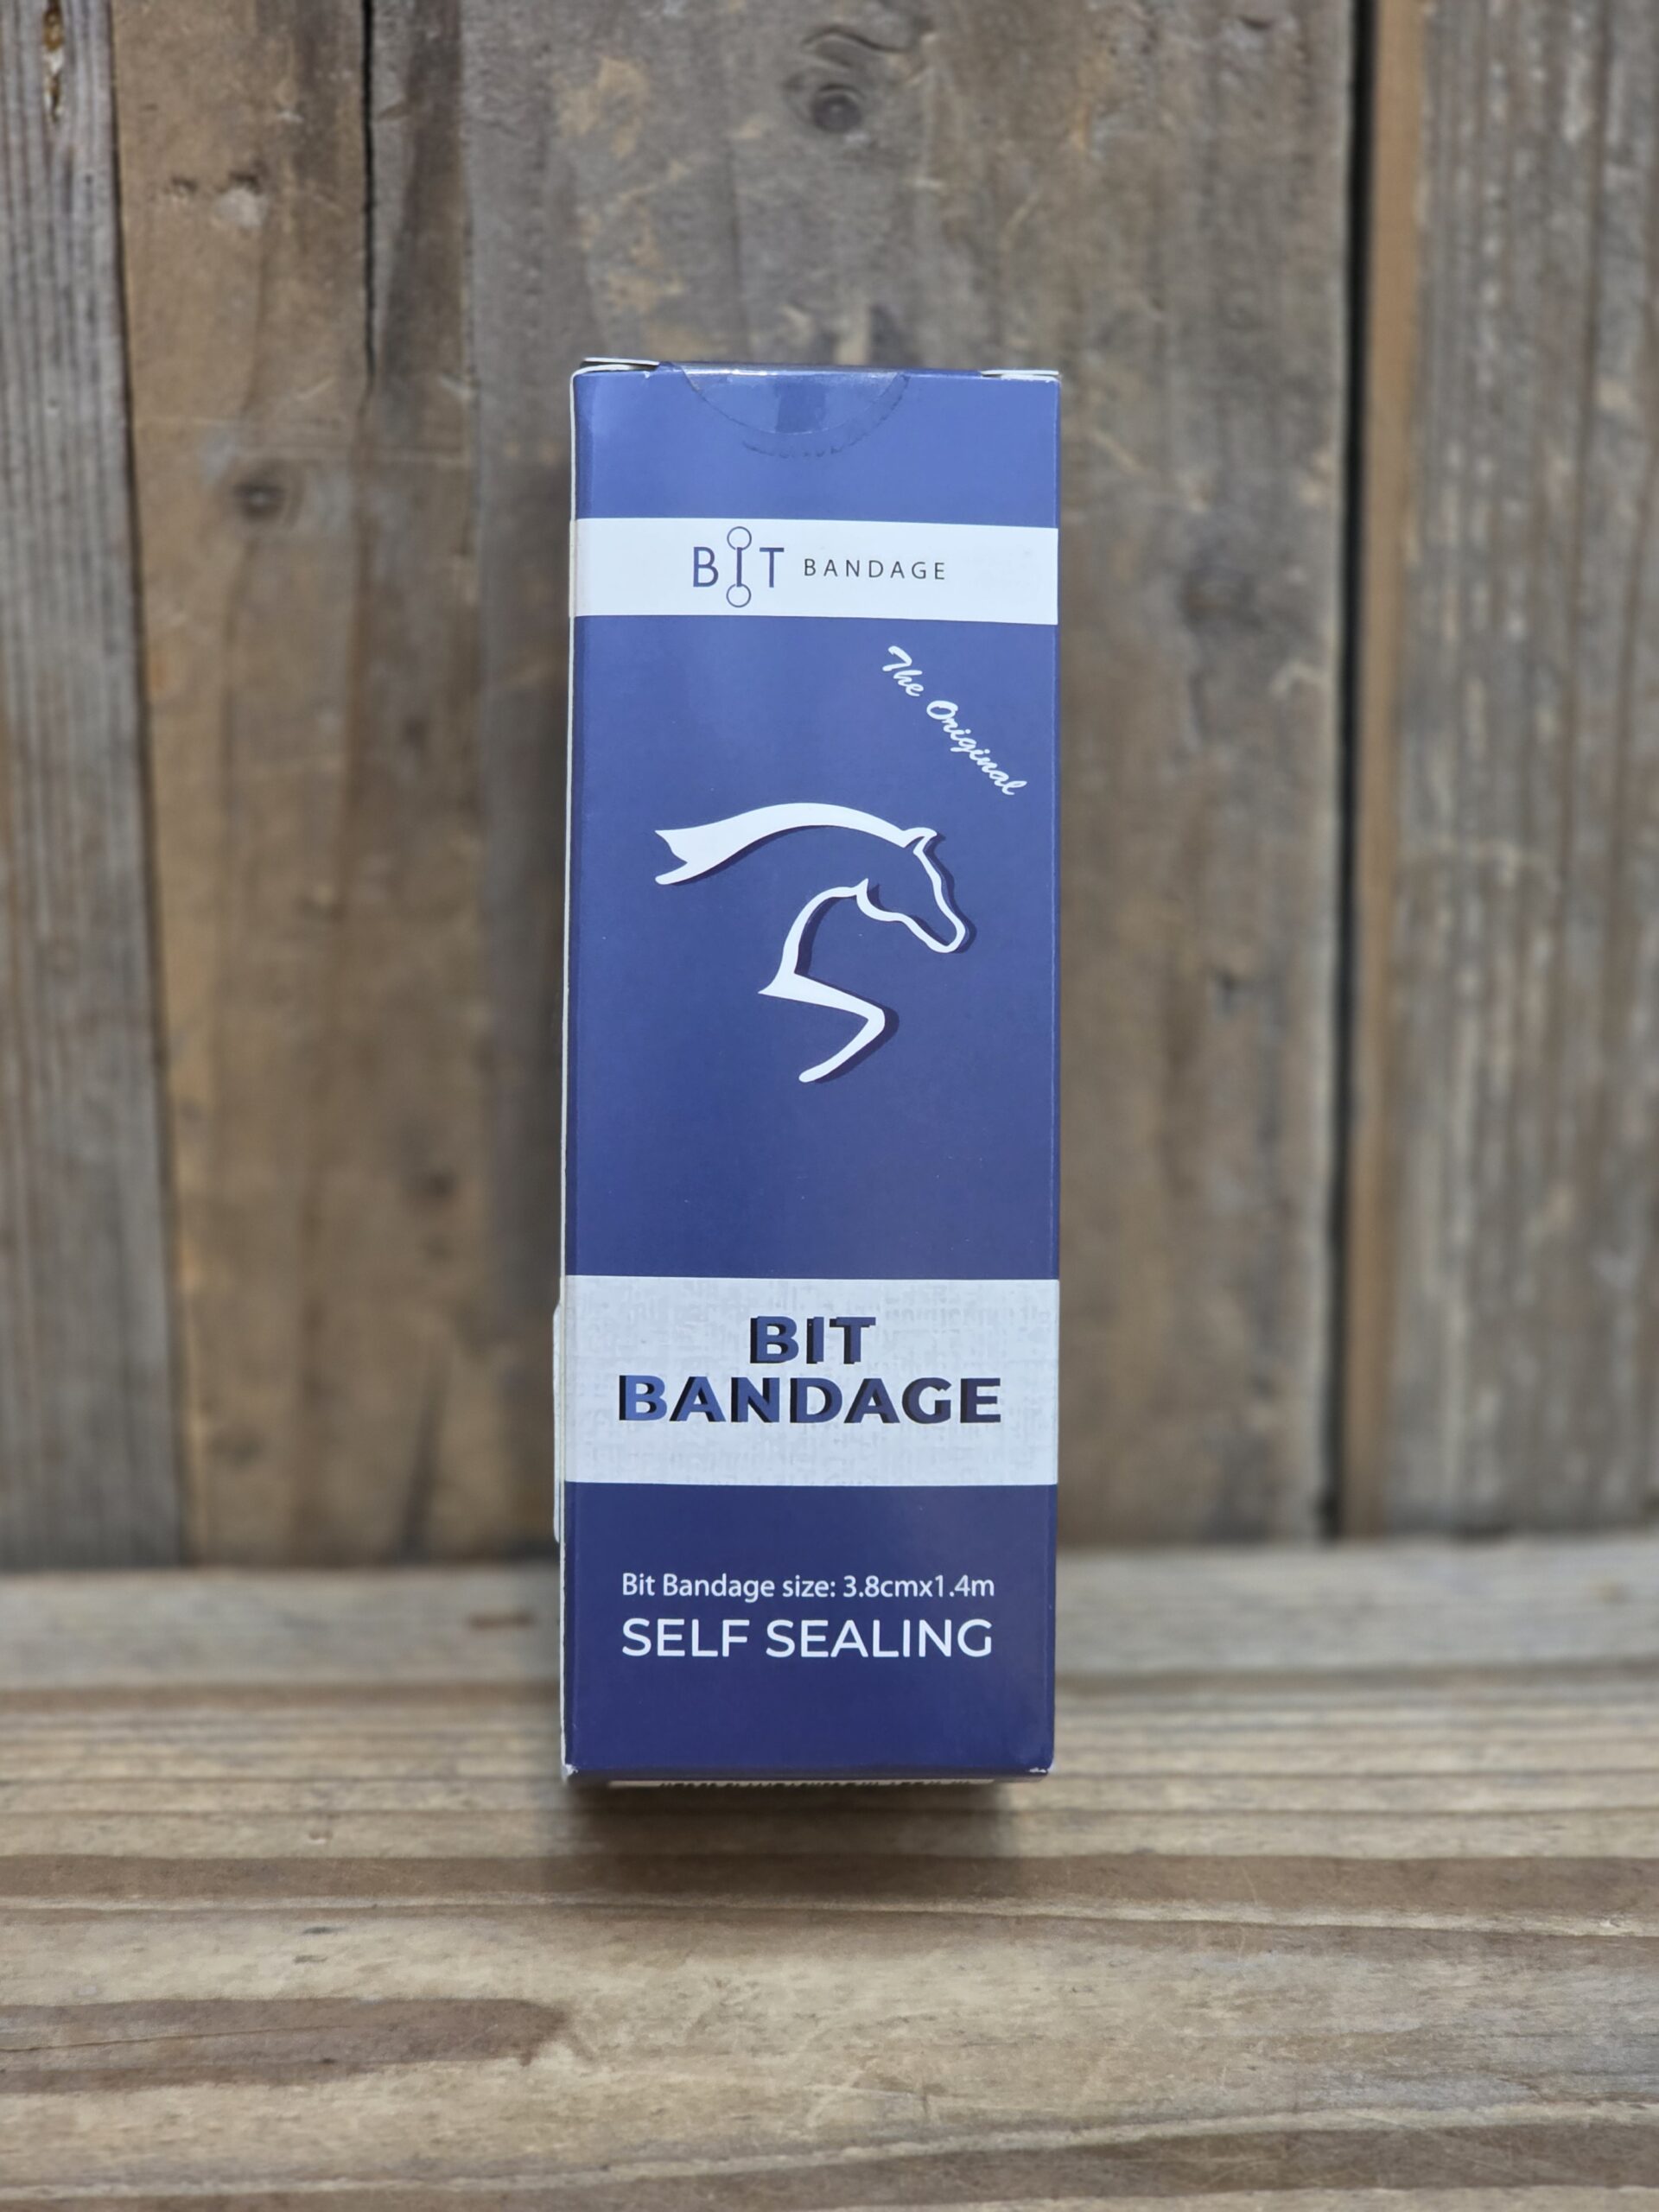 BIT BANDAGE
The Original
BIT
BANDAGE
Bit Bandage size: 3.8cmx1.4m
SELF SEALING